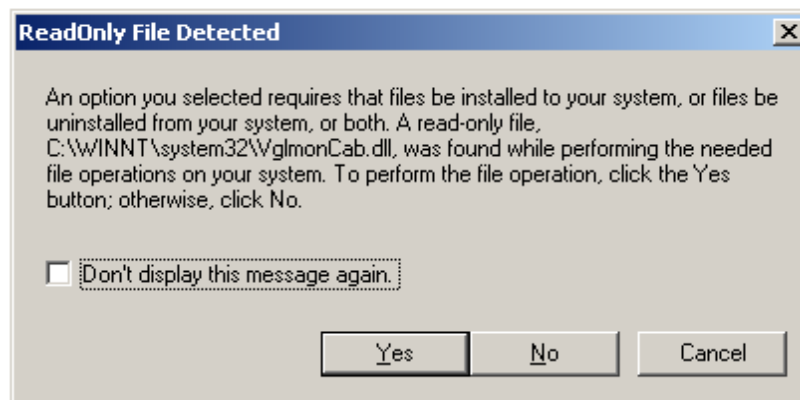 ReadOnly File Detected
An option you selected requires that files be installed to your system, or files be
uninstalled from your system, or both. A read-only file,
C:\WINNT\system32\VglmonCab.dll, was found while performing the needed
file operations on your system. To perform the file operation, click the Yes
button; otherwise, click No.
Don't display this message again.
Yes No Cancel